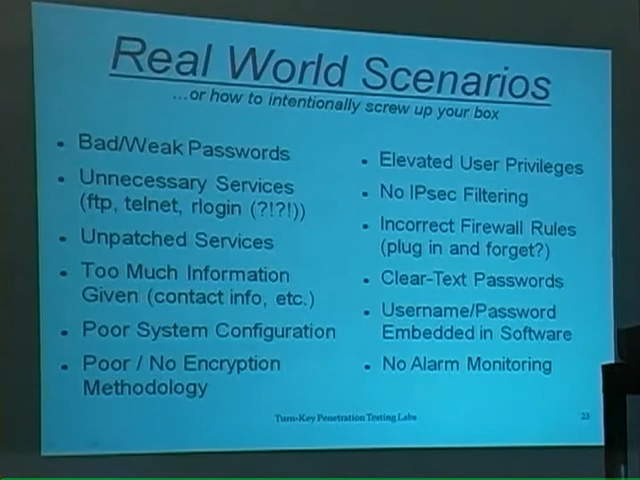 Real World Scenarios
...or how to intentionally screw up your box
• Bad/Weak Passwords
• Unnecessary Services
(ftp, telnet, rlogin (?!?!))
• Unpatched Services
• Too Much Information
Given (contact info, etc.)
• Poor System Configuration
• Poor / No Encryption
Methodology
• Elevated User Privileges
• No IPsec Filtering
• Incorrect Firewall Rules
(plug in and forget?)
• Clear-Text Passwords
• Username/Password
Embedded in Software
• No Alarm Monitoring
Turn-Key Penetration Testing Labs
23